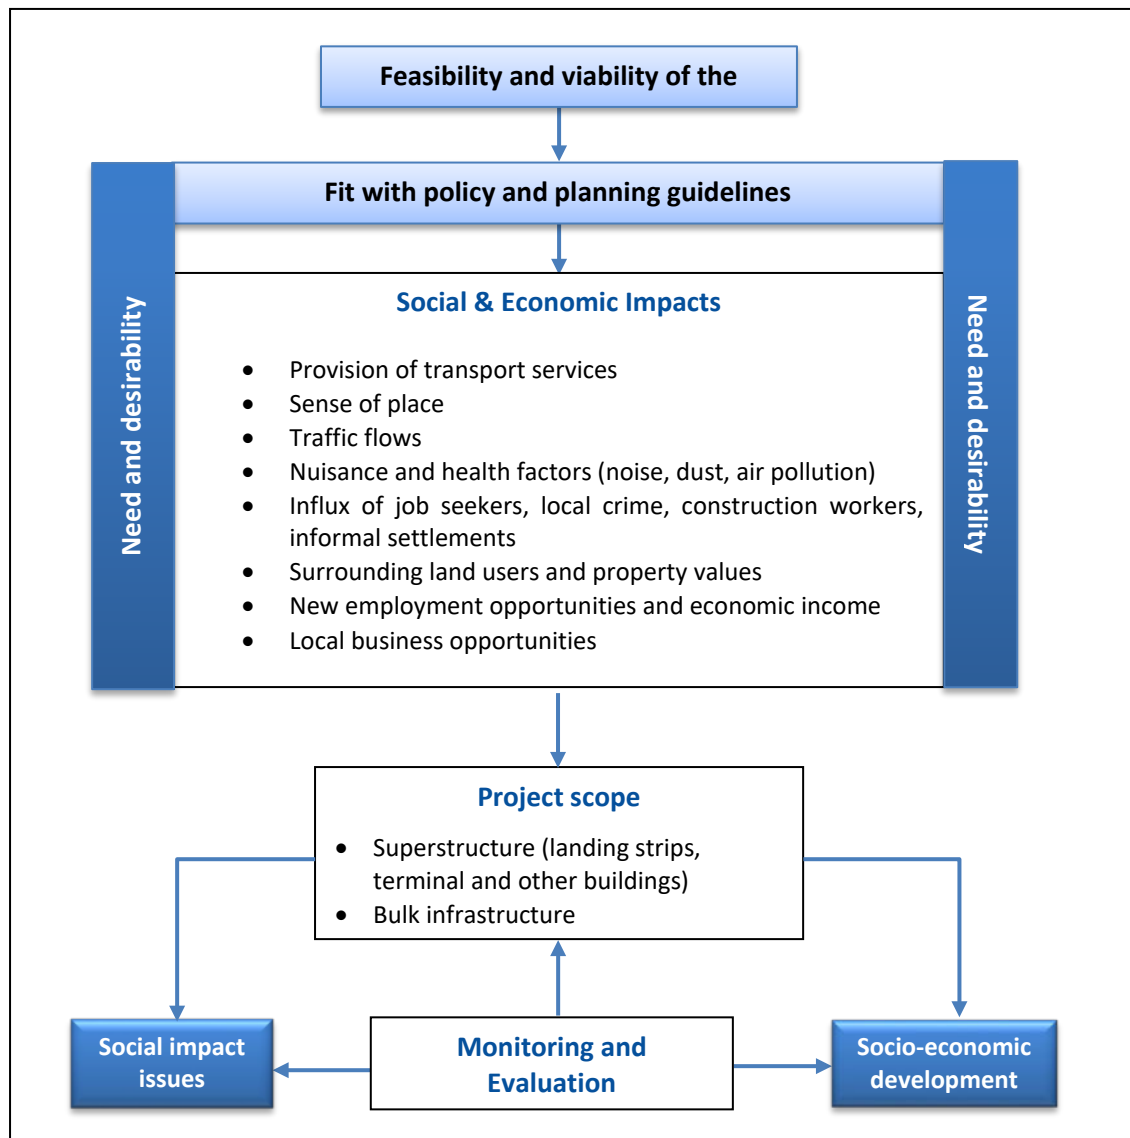 Feasibility and viability of the
Fit with policy and planning guidelines
Need and desirability
Social & Economic Impacts
• Provision of transport services
• Sense of place
• Traffic flows
• Nuisance and health factors (noise, dust, air pollution)
• Influx of job seekers, local crime, construction workers,
informal settlements
• Surrounding land users and property values
• New employment opportunities and economic income
• Local business opportunities
Need and desirability
Project scope
• Superstructure (landing strips,
terminal and other buildings)
• Bulk infrastructure
Social impact
issues
Monitoring and
Evaluation
Socio-economic
development